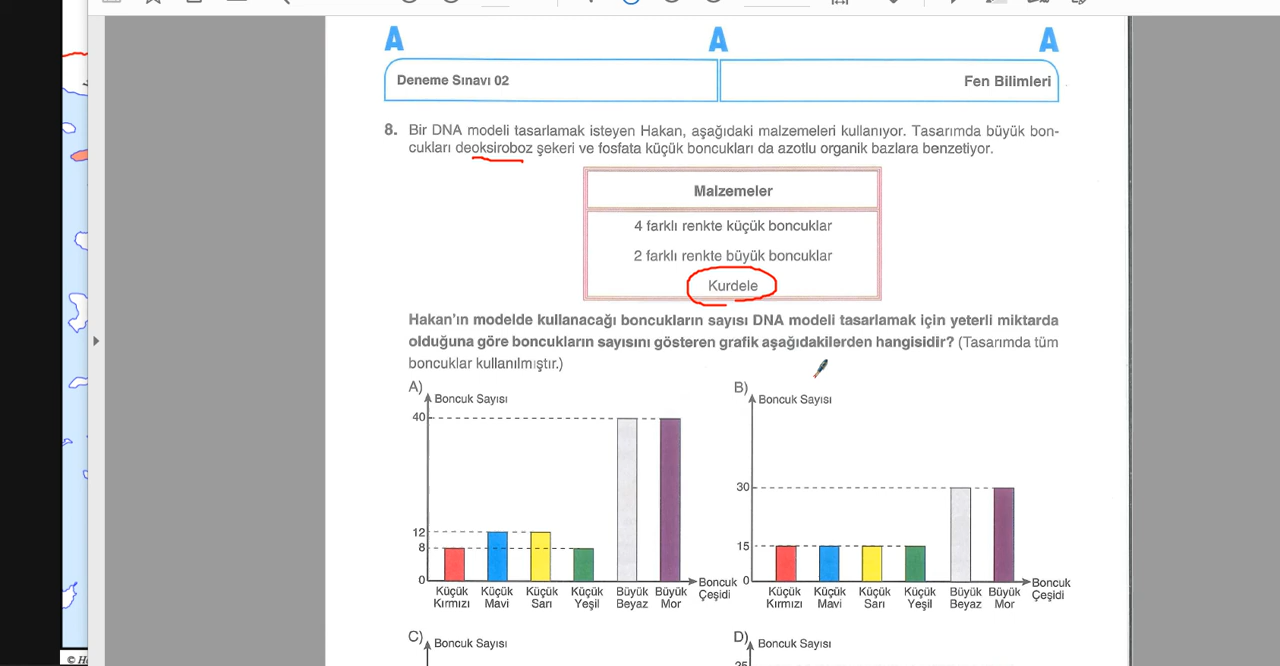 A A A
Deneme Sınavı 02 Fen Bilimleri
8. Bir DNA modeli tasarlamak isteyen Hakan, aşağıdaki malzemeleri kullanıyor. Tasarımda büyük bon-
cukları deoksiroboz şekeri ve fosfata küçük boncukları da azotlu organik bazlara benzetiyor.
Malzemeler
4 farklı renkte küçük boncuklar
2 farklı renkte büyük boncuklar
Kurdele
Hakan'ın modelde kullanacağı boncukların sayısı DNA modeli tasarlamak için yeterli miktarda
olduğuna göre boncukların sayısını gösteren grafik aşağıdakilerden hangisidir? (Tasarımda tüm
boncuklar kullanılmıştır.)
A)
Boncuk Sayısı
40
12
8
0
Küçük Küçük Küçük Küçük Büyük Büyük
Kırmızı Mavi Sarı Yeşil Beyaz Mor
Boncuk
Çeşidi
B)
Boncuk Sayısı
30
15
0
Küçük Küçük Küçük Küçük Büyük Büyük
Kırmızı Mavi Sarı Yeşil Beyaz Mor
Boncuk
Çeşidi
C)
Boncuk Sayısı
D)
Boncuk Sayısı
25